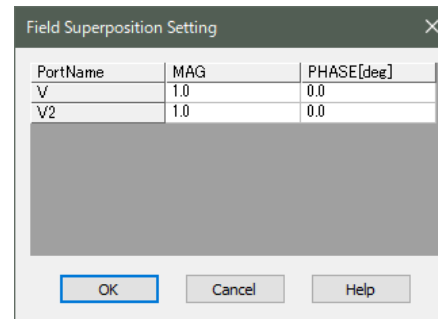 Field Superposition Setting
PortName MAG PHASE[deg]
V 1.0 0.0
V2 1.0 0.0
OK Cancel Help